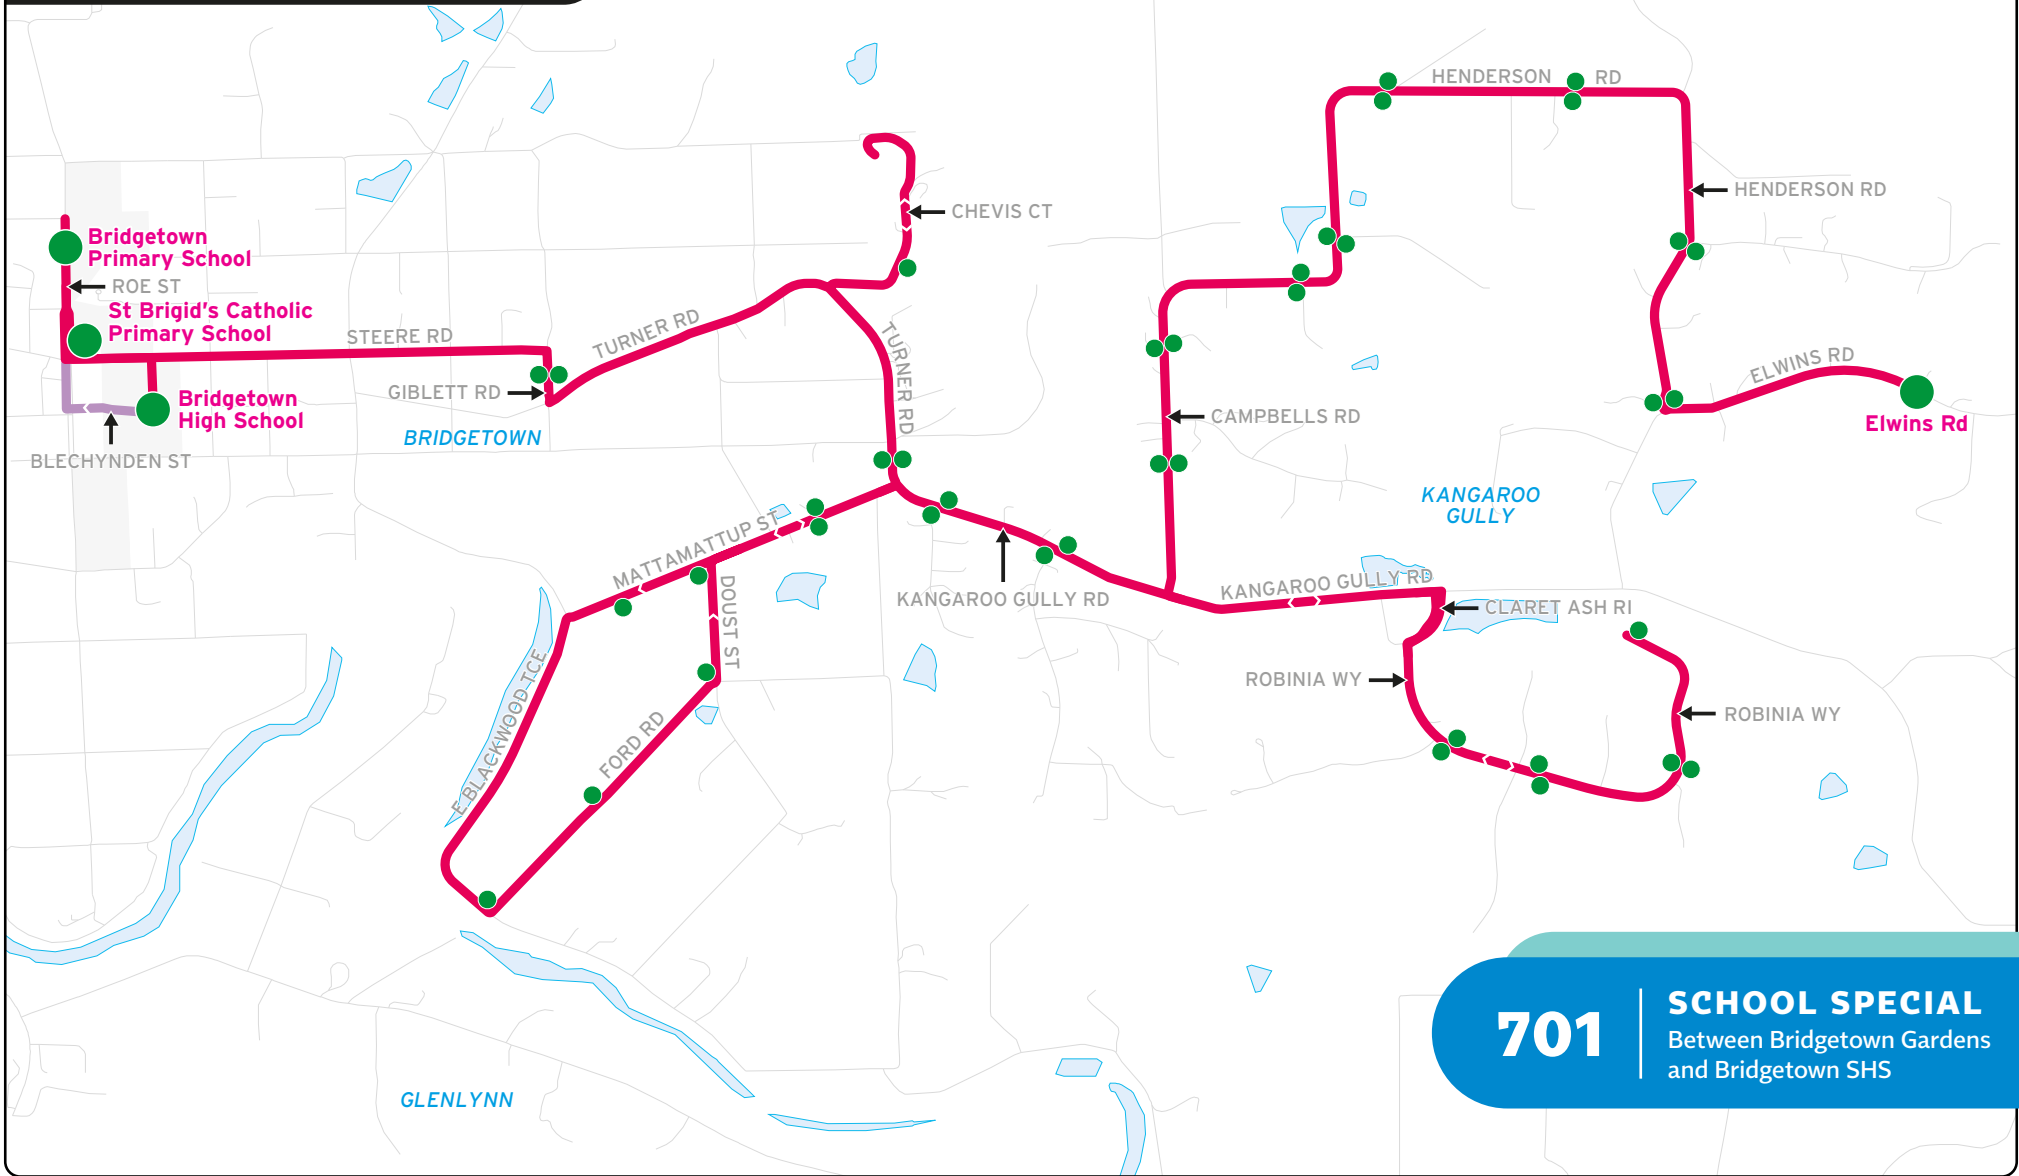 HENDERSON RD
HENDERSON RD
CHEVIS CT
Bridgetown
Primary School
ROE ST
St Brigid's Catholic
Primary School
STEERE RD
TURNER RD
TURNER RD
GIBLETT RD
Bridgetown
High School
BRIDGETOWN
BLECHYNDEN ST
CAMPBELLS RD
ELWINS RD
Elwins Rd
KANGAROO
GULLY
MATTAMATTUP ST
DOUST ST
KANGAROO GULLY RD
KANGAROO GULLY RD
CLARET ASH RI
ROBINIA WY
ROBINIA WY
E BLACKWOOD TCE
FORD RD
GLENLYNN
701
SCHOOL SPECIAL
Between Bridgetown Gardens
and Bridgetown SHS